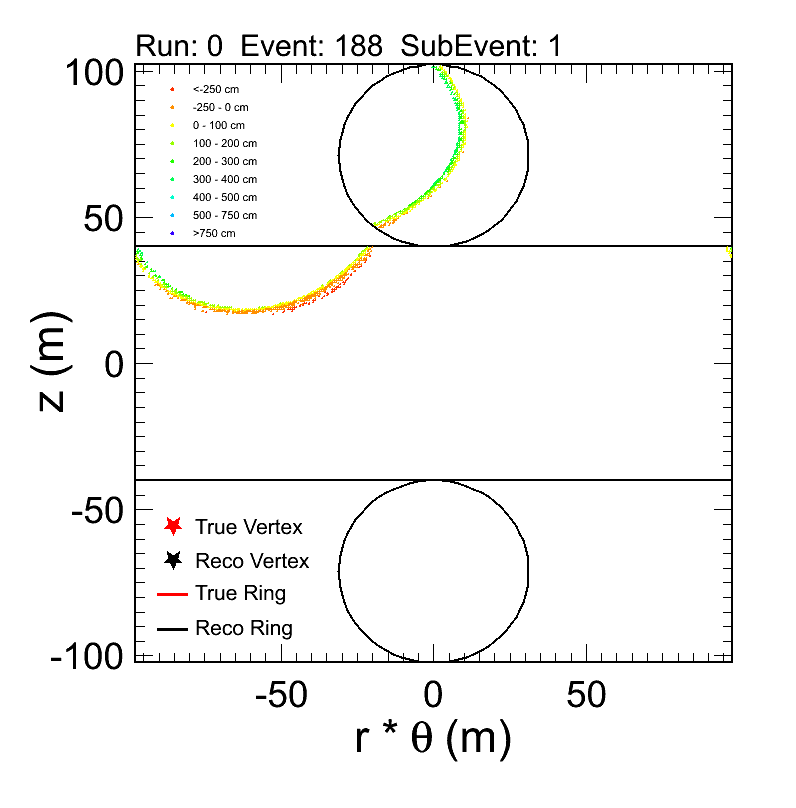 Run: 0  Event: 188  SubEvent: 1
100
<-250 cm
-250 - 0 cm
0 - 100 cm
100 - 200 cm
200 - 300 cm
300 - 400 cm
400 - 500 cm
500 - 750 cm
>750 cm
50
0
z (m)
-50
True Vertex
Reco Vertex
True Ring
Reco Ring
-100
-50 0 50
r * θ (m)